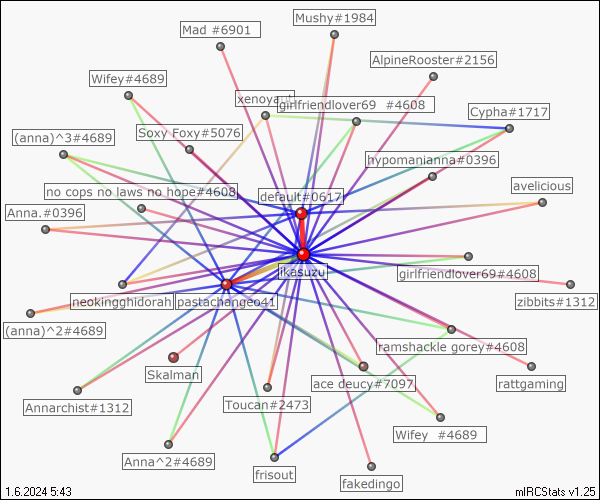 Mushy#1984
Mad #6901
AlpineRooster#2156
Wifey#4689
girlfriendlover69 #4608
Cypha#1717
(anna)^3#4689
Soxy Foxy#5076
hypomanianna#0396
no cops no laws no hope#4608
default#0617
avelicious
Anna.#0396
ikasuzu
girlfriendlover69#4608
neokingghidorah
pastachangeo41
zibbits#1312
(anna)^2#4689
ramshackle gorey#4608
Skalman
ace deucy#7097
rattgaming
Annarchist#1312
Toucan#2473
Wifey #4689
Anna^2#4689
frisout
fakedingo
1.6.2024 5:43
mIRCStats v1.25